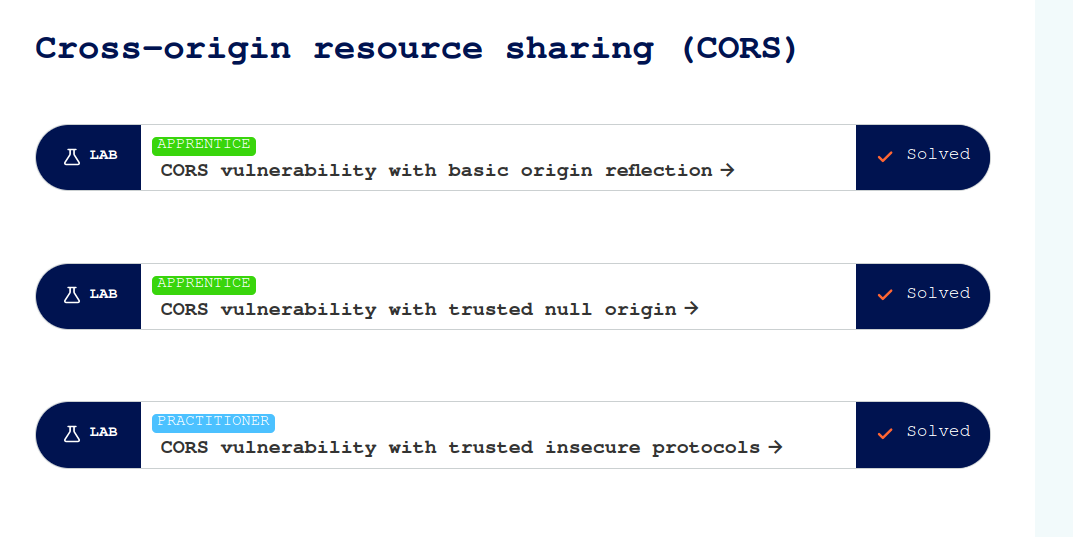 Cross-origin resource sharing (CORS)
LAB
APPRENTICE
CORS vulnerability with basic origin reflection →
Solved
LAB
APPRENTICE
CORS vulnerability with trusted null origin →
Solved
LAB
PRACTITIONER
CORS vulnerability with trusted insecure protocols →
Solved